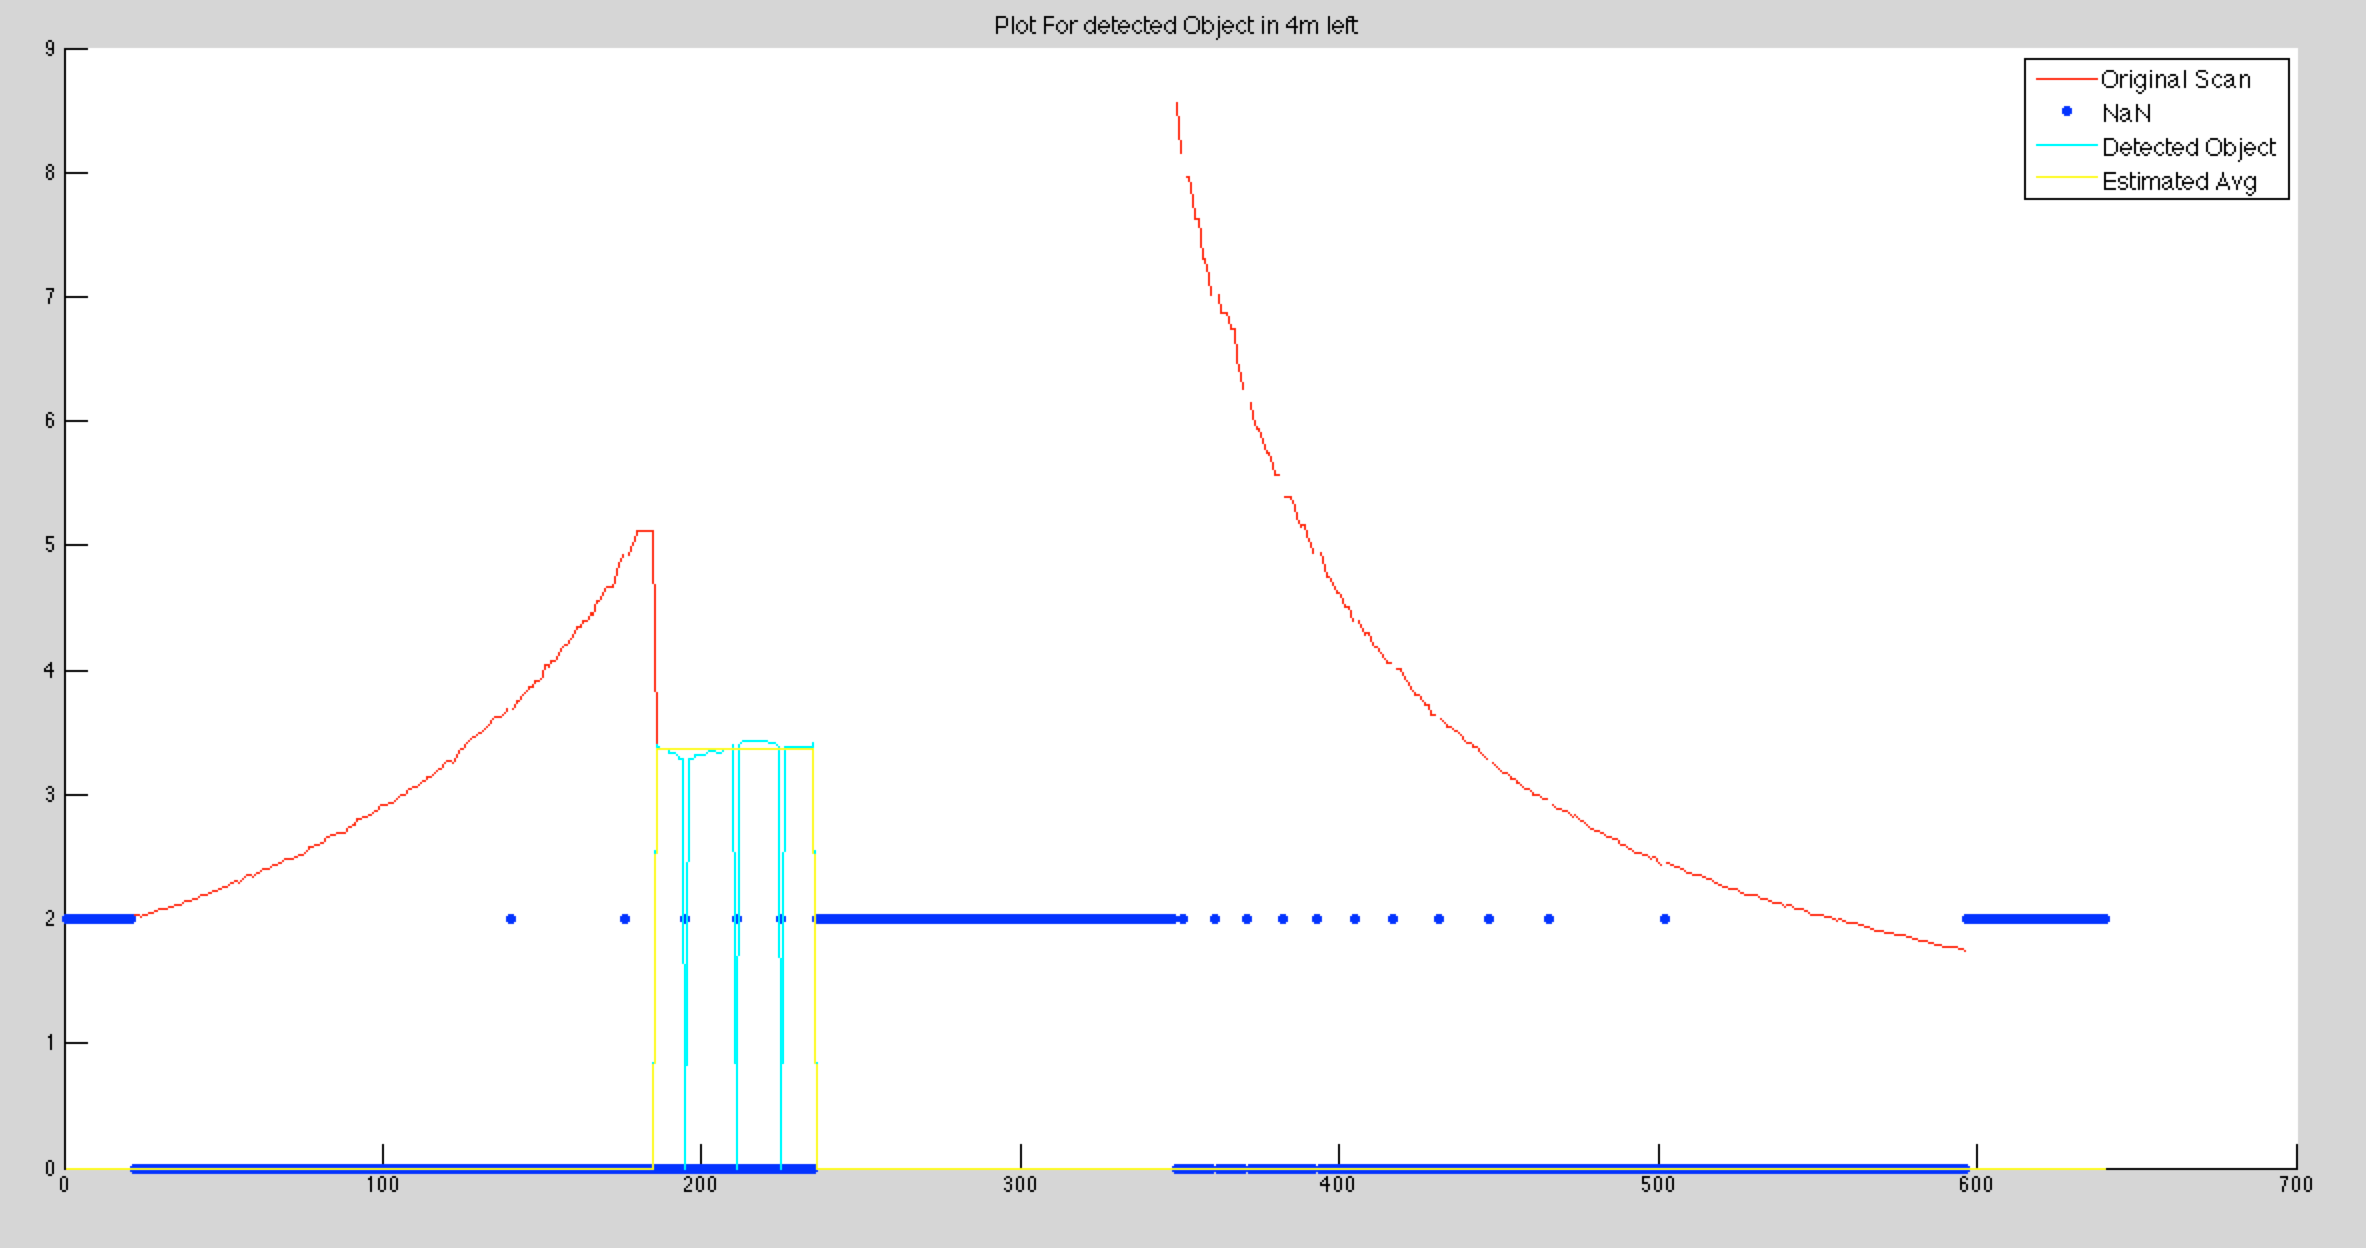 Plot For detected Object in 4m left
9
Original Scan
NaN
Detected Object
Estimated Avg
8
7
6
5
4
3
2
1
0
0 100 200 300 400 500 600 700